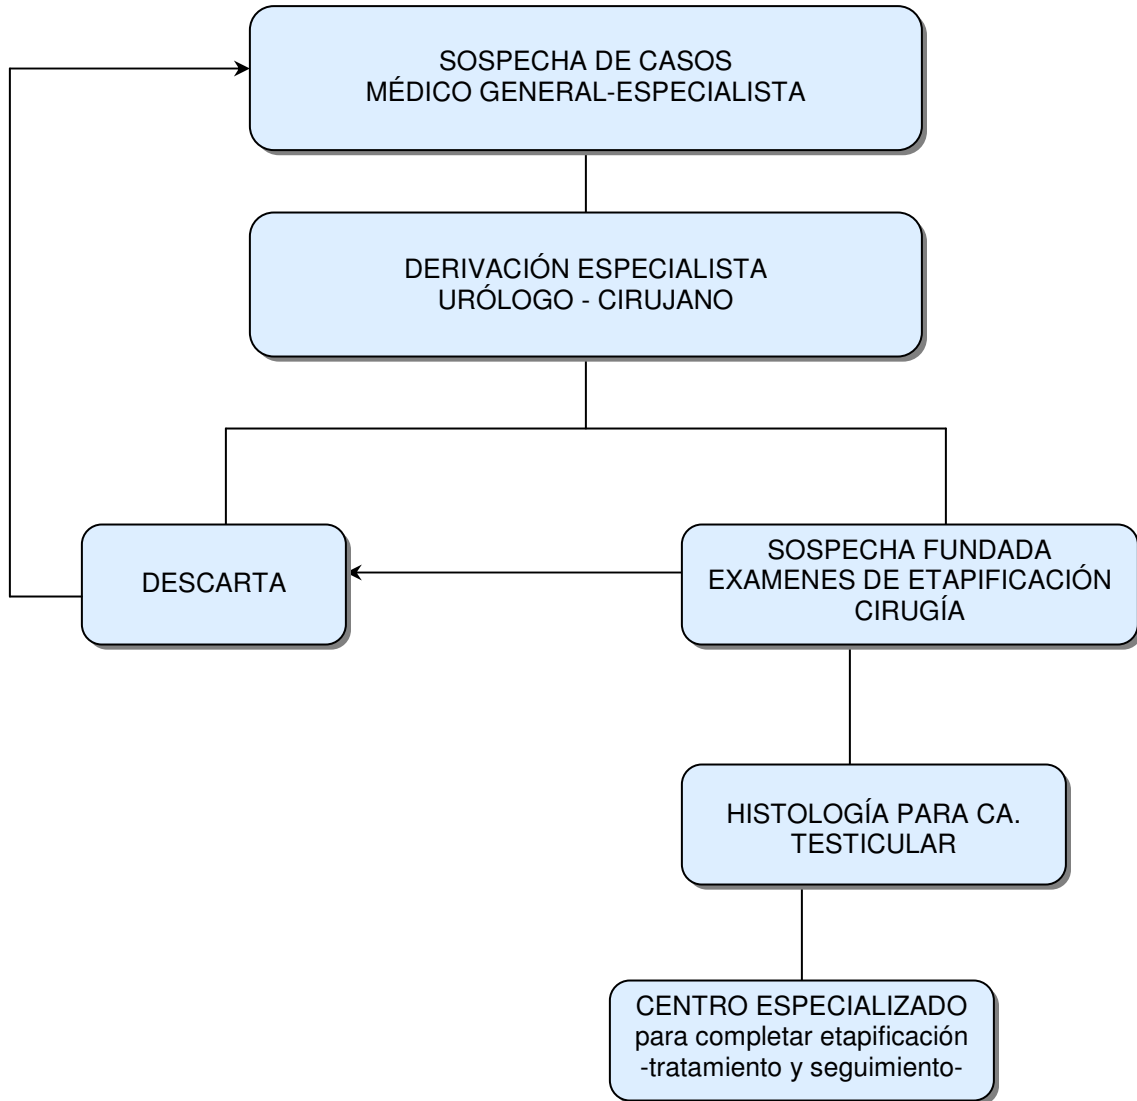 SOSPECHA DE CASOS
MÉDICO GENERAL-ESPECIALISTA
DERIVACIÓN ESPECIALISTA
URÓLOGO - CIRUJANO
DESCARTA
SOSPECHA FUNDADA
EXAMENES DE ETAPIFICACIÓN
CIRUGÍA
HISTOLOGÍA PARA CA.
TESTICULAR
CENTRO ESPECIALIZADO
para completar etapificación
-tratamiento y seguimiento-